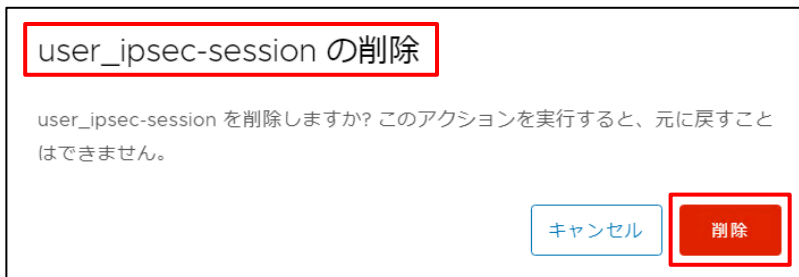 user_ipsec-session の削除
user_ipsec-session を削除しますか? このアクションを実行すると、元に戻すこと
はできません。
キャンセル
削除